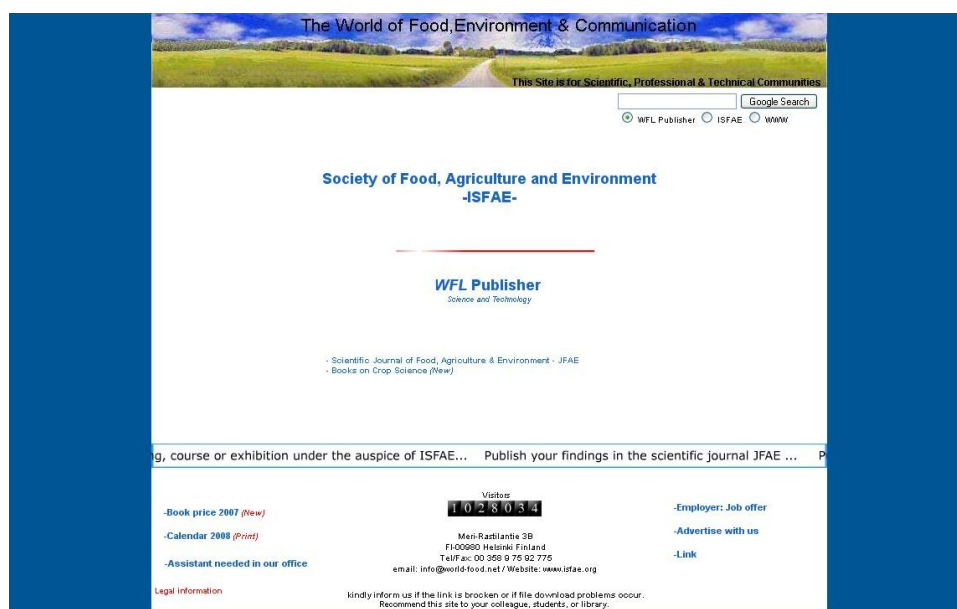 The World of Food,Environment & Communication
This Site is for Scientific, Professional & Technical Communities
Google Search
WFL Publisher ISFAE WWW
Society of Food, Agriculture and Environment
-ISFAE-
WFL Publisher
Science and Technology
- Scientific Journal of Food, Agriculture & Environment - JFAE
- Books on Crop Science (New)
g, course or exhibition under the auspice of ISFAE... Publish your findings in the scientific journal JFAE ... P
Visitors
1028034
-Book price 2007 (New)
-Calendar 2008 (Print)
-Assistant needed in our office
Legal information
Meri-Rastilantie 3B
FI-00980 Helsinki Finland
Tel/Fax: 00 358 9 75 92 775
email: info@world-food.net / Website: www.isfae.org
kindly inform us if the link is brocken or if file download problems occur.
Recommend this site to your colleague, students, or library.
-Employer: Job offer
-Advertise with us
-Link